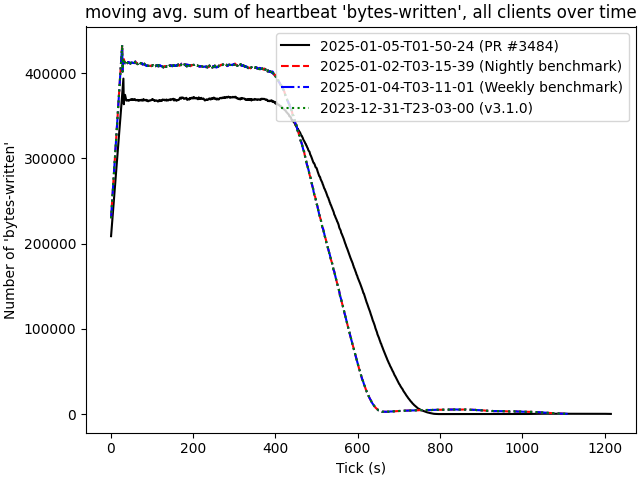 moving avg. sum of heartbeat 'bytes-written', all clients over time
2025-01-05-T01-50-24 (PR #3484)
2025-01-02-T03-15-39 (Nightly benchmark)
2025-01-04-T03-11-01 (Weekly benchmark)
2023-12-31-T23-03-00 (v3.1.0)
Number of 'bytes-written'
400000
300000
200000
100000
0
0 200 400 600 800 1000 1200
Tick (s)